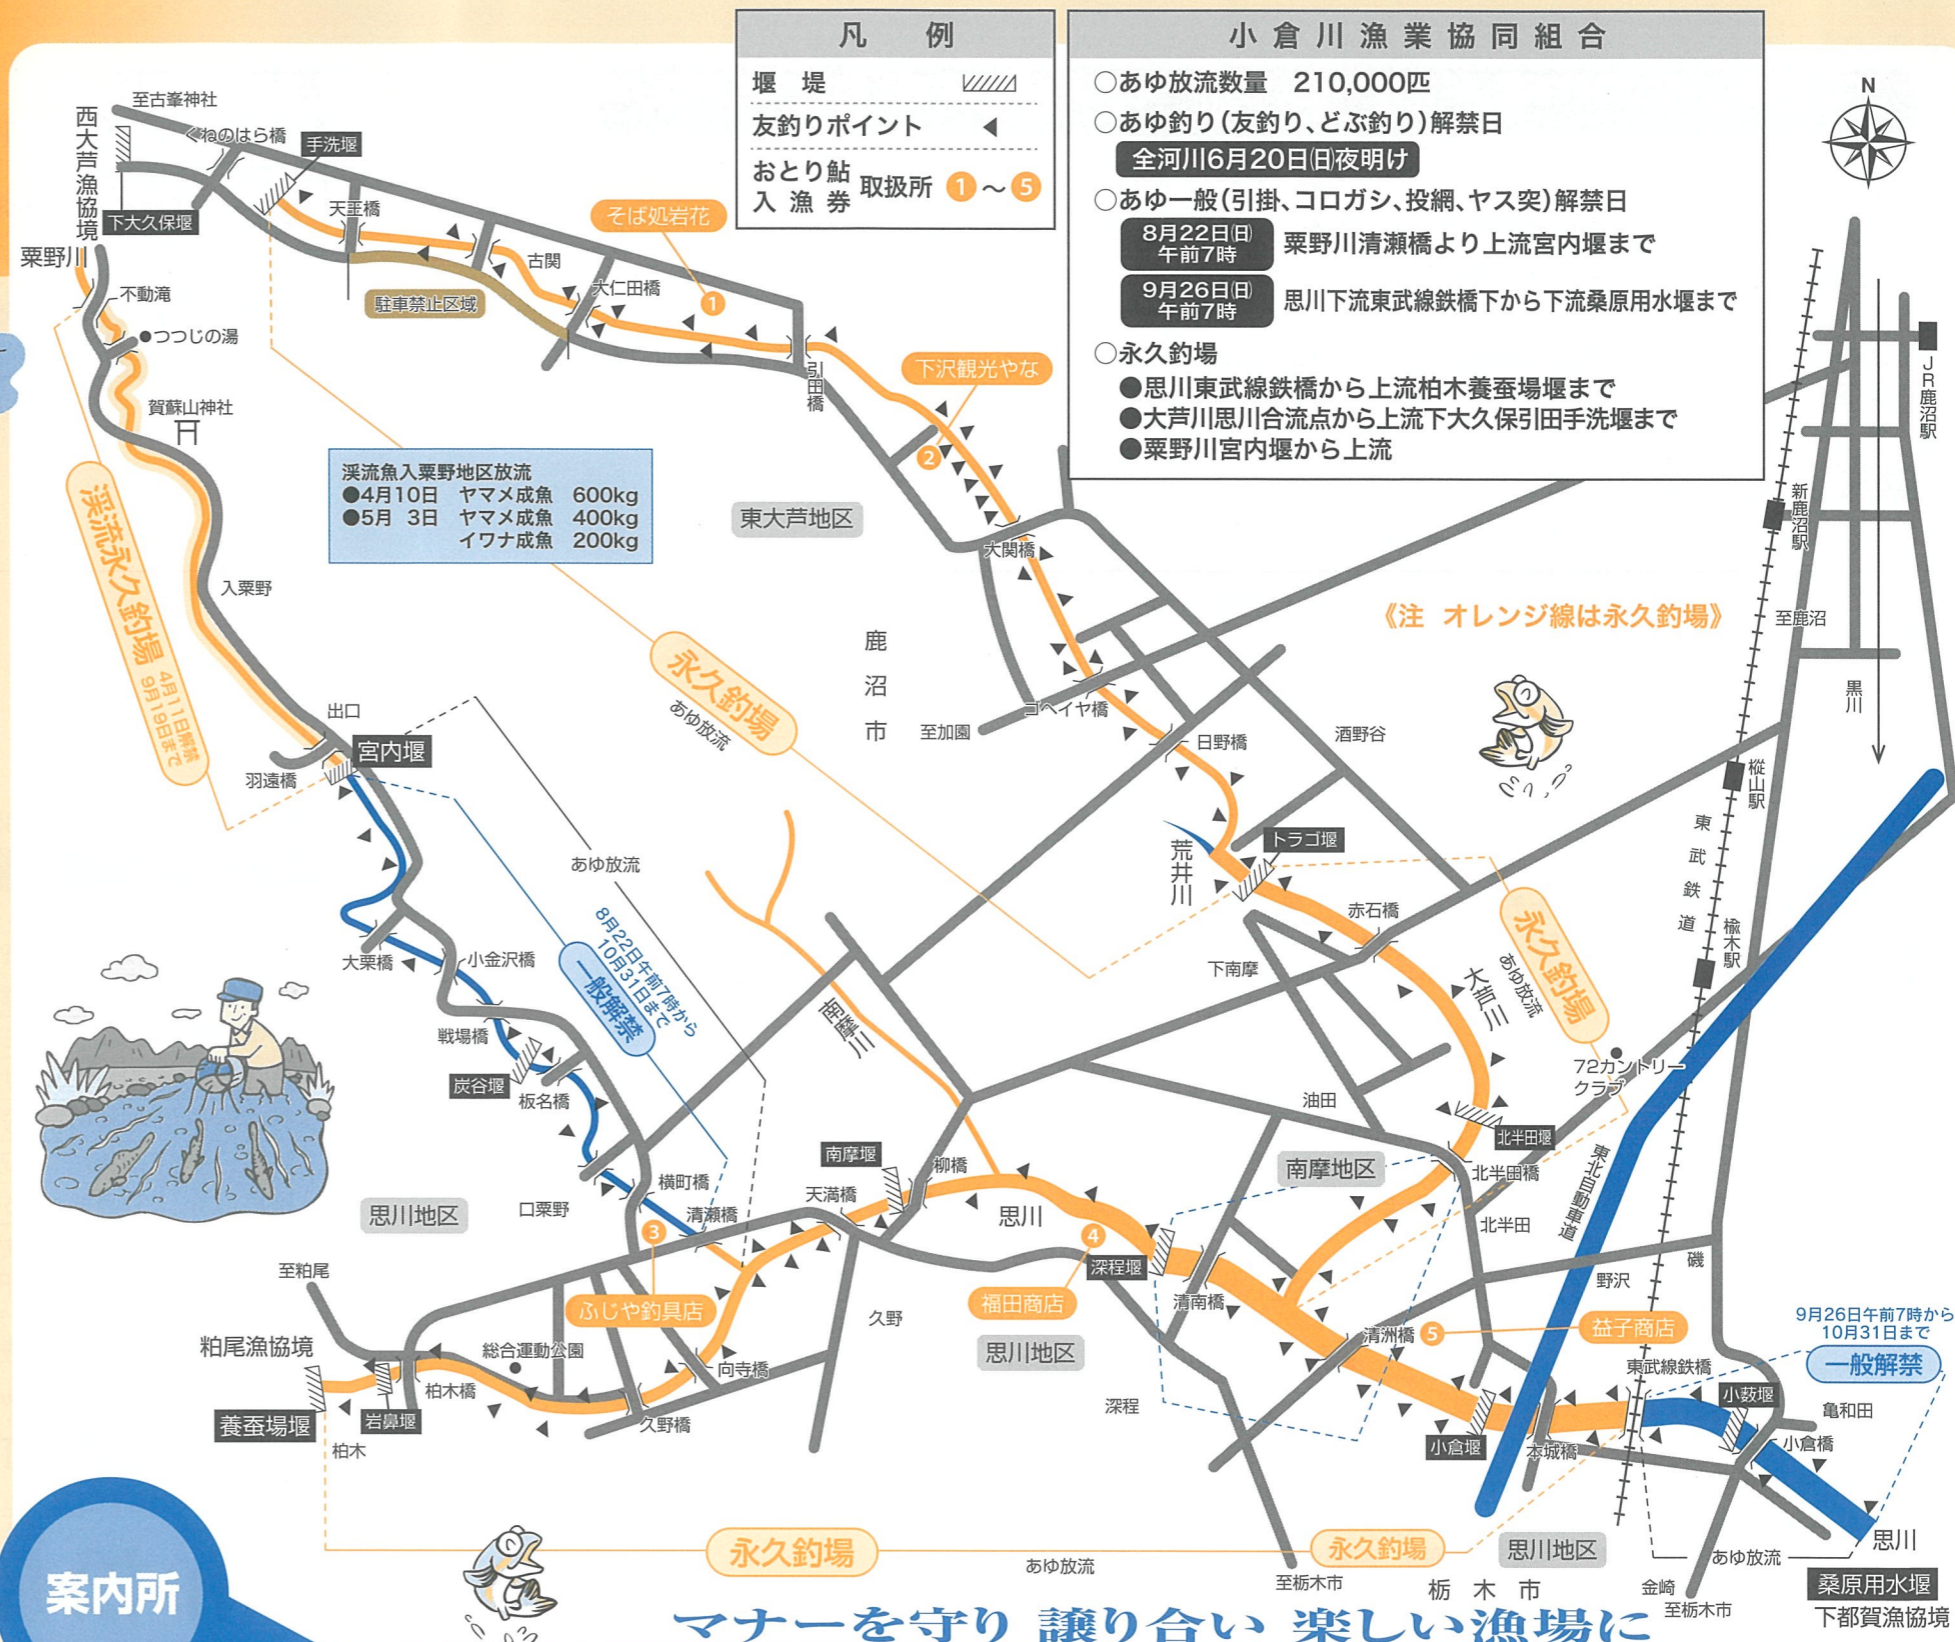 凡 例
堰 堤
友釣りポイント
おとり鮎
入漁券
取扱所 ①～⑤
小倉川漁業協同組合
○あゆ放流数量 210,000匹
○あゆ釣り(友釣り、どぶ釣り)解禁日
全河川6月20日㈰夜明け
○あゆ一般(引掛、コロガシ、投網、ヤス突)解禁日
8月22日㈰
午前7時
粟野川清瀬橋より上流宮内堰まで
9月26日㈰
午前7時
思川下流東武線鉄橋下から下流桑原用水堰まで
○永久釣場
●思川東武線鉄橋から上流柏木養蚕場堰まで
●大芦川思川合流点から上流下大久保引田手洗堰まで
●粟野川宮内堰から上流
N
西大芦漁協境
至古峯神社
くねのはら橋
手洗堰
下大久保堰
天王橋
そば処岩花
古関
大仁田橋
①
駐車禁止区域
引田橋
下沢観光やな
②
粟野川
不動滝
●つつじの湯
賀蘇山神社
渓流魚入粟野地区放流
●4月10日 ヤマメ成魚 600kg
●5月 3日 ヤマメ成魚 400kg
イワナ成魚 200kg
東大芦地区
大関橋
JR鹿沼駅
新鹿沼駅
渓流永久釣場
4月11日解禁
9月19日まで
入粟野
《注 オレンジ線は永久釣場》
至鹿沼
鹿沼市
永久釣場
あゆ放流
コヘイヤ橋
至加園
日野橋
酒野谷
黒川
出口
宮内堰
羽遠橋
樅山駅
東武鉄道
楡木駅
あゆ放流
荒井川
トラゴ堰
赤石橋
永久釣場
あゆ放流
8月22日午前7時から
10月31日まで
一般解禁
大栗橋
小金沢橋
下南摩
大芦川
南摩川
戦場橋
炭谷堰
板名橋
72カントリー
クラブ
油田
北半田堰
南摩堰
柳橋
南摩地区
北半田橋
東北自動車道
横町橋
口粟野
思川地区
天満橋
清瀬橋
思川
北半田
③
④
深程堰
至粕尾
野沢
磯
ふじや釣具店
福田商店
清南橋
久野
9月26日午前7時から
10月31日まで
一般解禁
粕尾漁協境
総合運動公園
思川地区
清洲橋
⑤
益子商店
東武線鉄橋
向寺橋
柏木橋
小薮堰
養蚕場堰
岩鼻堰
深程
亀和田
柏木
久野橋
小倉堰
本城橋
小倉橋
思川
永久釣場
あゆ放流
永久釣場
思川地区
あゆ放流
案内所
至栃木市
栃木市
金崎
至栃木市
桑原用水堰
下都賀漁協境
マナーを守り 譲り合い 楽しい漁場に